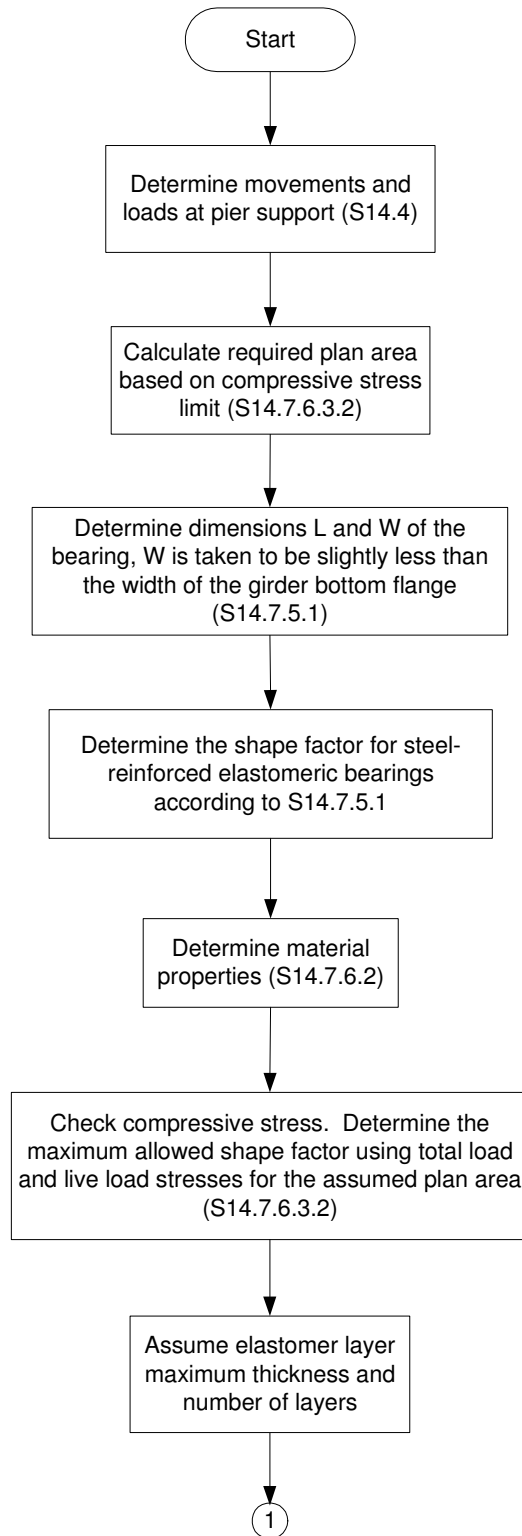 Start
Determine movements and
loads at pier support (S14.4)
Calculate required plan area
based on compressive stress
limit (S14.7.6.3.2)
Determine dimensions L and W of the
bearing, W is taken to be slightly less than
the width of the girder bottom flange
(S14.7.5.1)
Determine the shape factor for steel-
reinforced elastomeric bearings
according to S14.7.5.1
Determine material
properties (S14.7.6.2)
Check compressive stress.  Determine the
maximum allowed shape factor using total load
and live load stresses for the assumed plan area
(S14.7.6.3.2)
Assume elastomer layer
maximum thickness and
number of layers
1